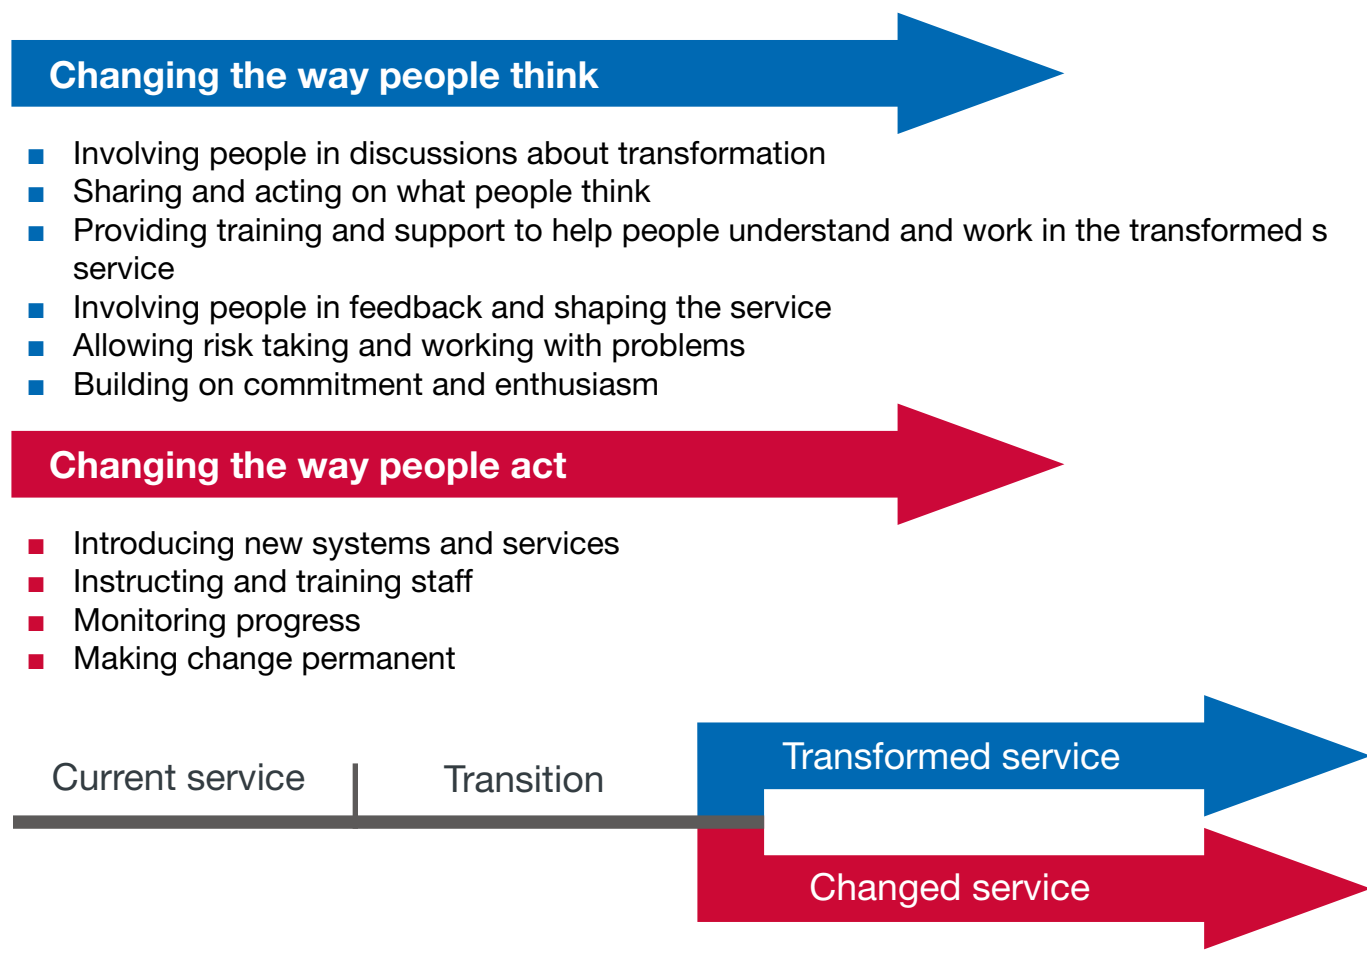 Changing the way people think
■ Involving people in discussions about transformation
■ Sharing and acting on what people think
■ Providing training and support to help people understand and work in the transformed s
service
■ Involving people in feedback and shaping the service
■ Allowing risk taking and working with problems
■ Building on commitment and enthusiasm
Changing the way people act
■ Introducing new systems and services
■ Instructing and training staff
■ Monitoring progress
■ Making change permanent
Current service
Transition
Transformed service
Changed service